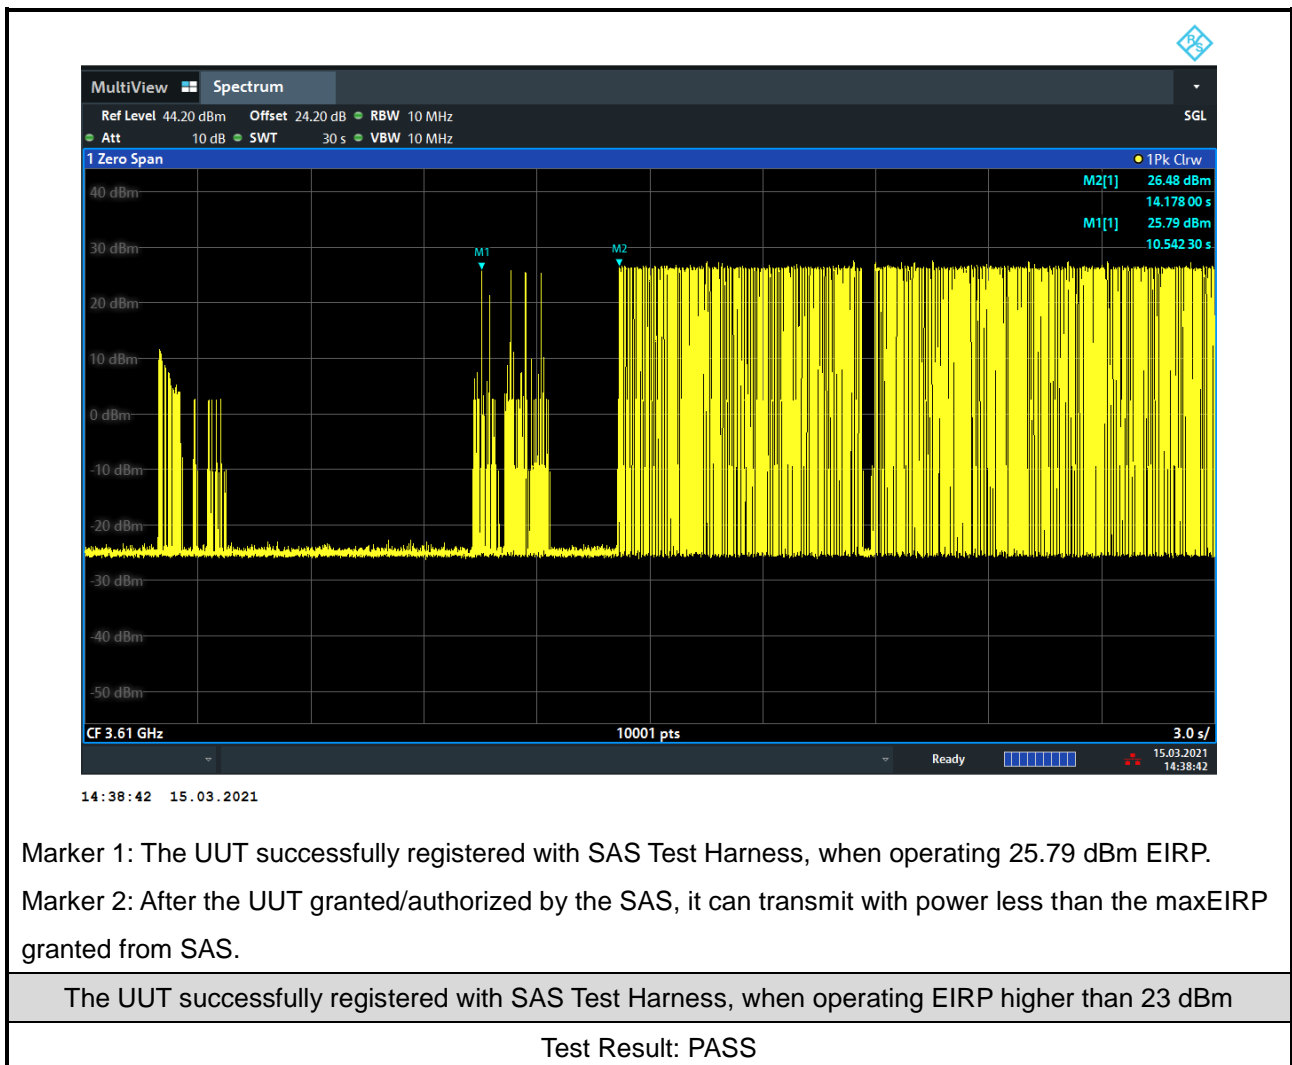 R&S
MultiView Spectrum
Ref Level 44.20 dBm Offset 24.20 dB RBW 10 MHz SGL
Att 10 dB SWT 30 s VBW 10 MHz
1 Zero Span 1Pk Clrw
M2[1] 26.48 dBm
14.178 00 s
M1[1] 25.79 dBm
10.542 30 s
40 dBm
30 dBm
M1
M2
20 dBm
10 dBm
0 dBm
-10 dBm
-20 dBm
-30 dBm
-40 dBm
-50 dBm
CF 3.61 GHz 10001 pts 3.0 s/
Ready 15.03.2021
14:38:42
14:38:42 15.03.2021
Marker 1: The UUT successfully registered with SAS Test Harness, when operating 25.79 dBm EIRP.
Marker 2: After the UUT granted/authorized by the SAS, it can transmit with power less than the maxEIRP
granted from SAS.
The UUT successfully registered with SAS Test Harness, when operating EIRP higher than 23 dBm
Test Result: PASS